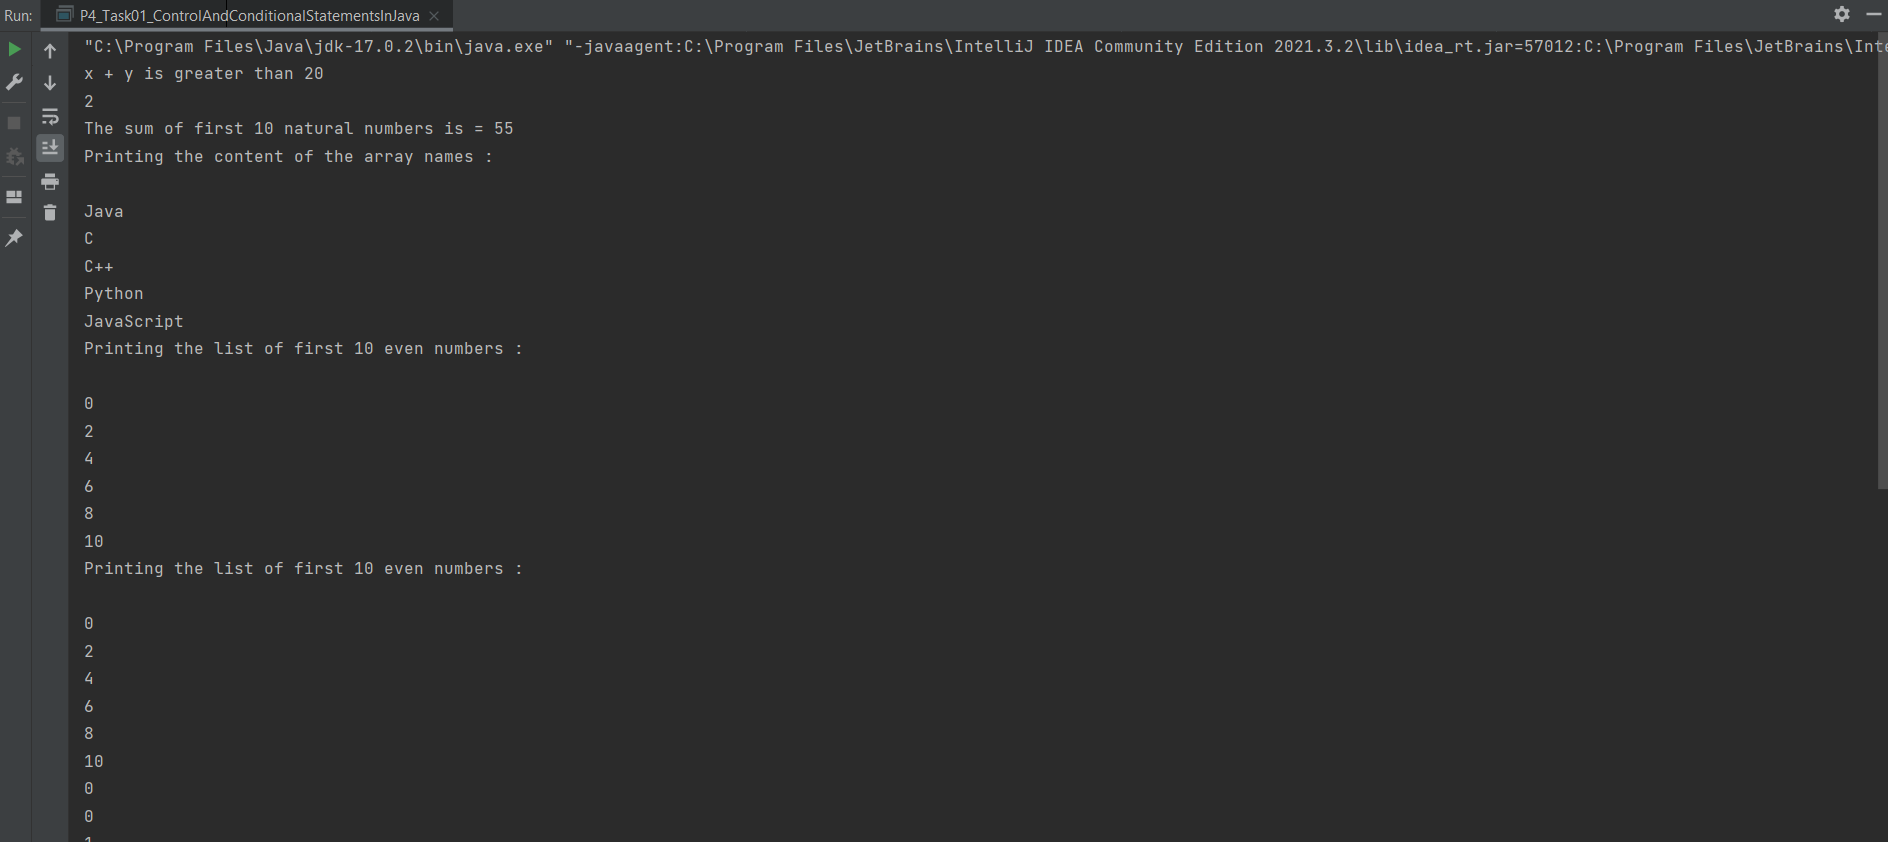 Run: P4_Task01_ControlAndConditionalStatementsInJava
"C:\Program Files\Java\jdk-17.0.2\bin\java.exe" "-javaagent:C:\Program Files\JetBrains\IntelliJ IDEA Community Edition 2021.3.2\lib\idea_rt.jar=57012:C:\Program Files\JetBrains\Inte
x + y is greater than 20
2
The sum of first 10 natural numbers is = 55
Printing the content of the array names :
Java
C
C++
Python
JavaScript
Printing the list of first 10 even numbers :
0
2
4
6
8
10
Printing the list of first 10 even numbers :
0
2
4
6
8
10
0
0